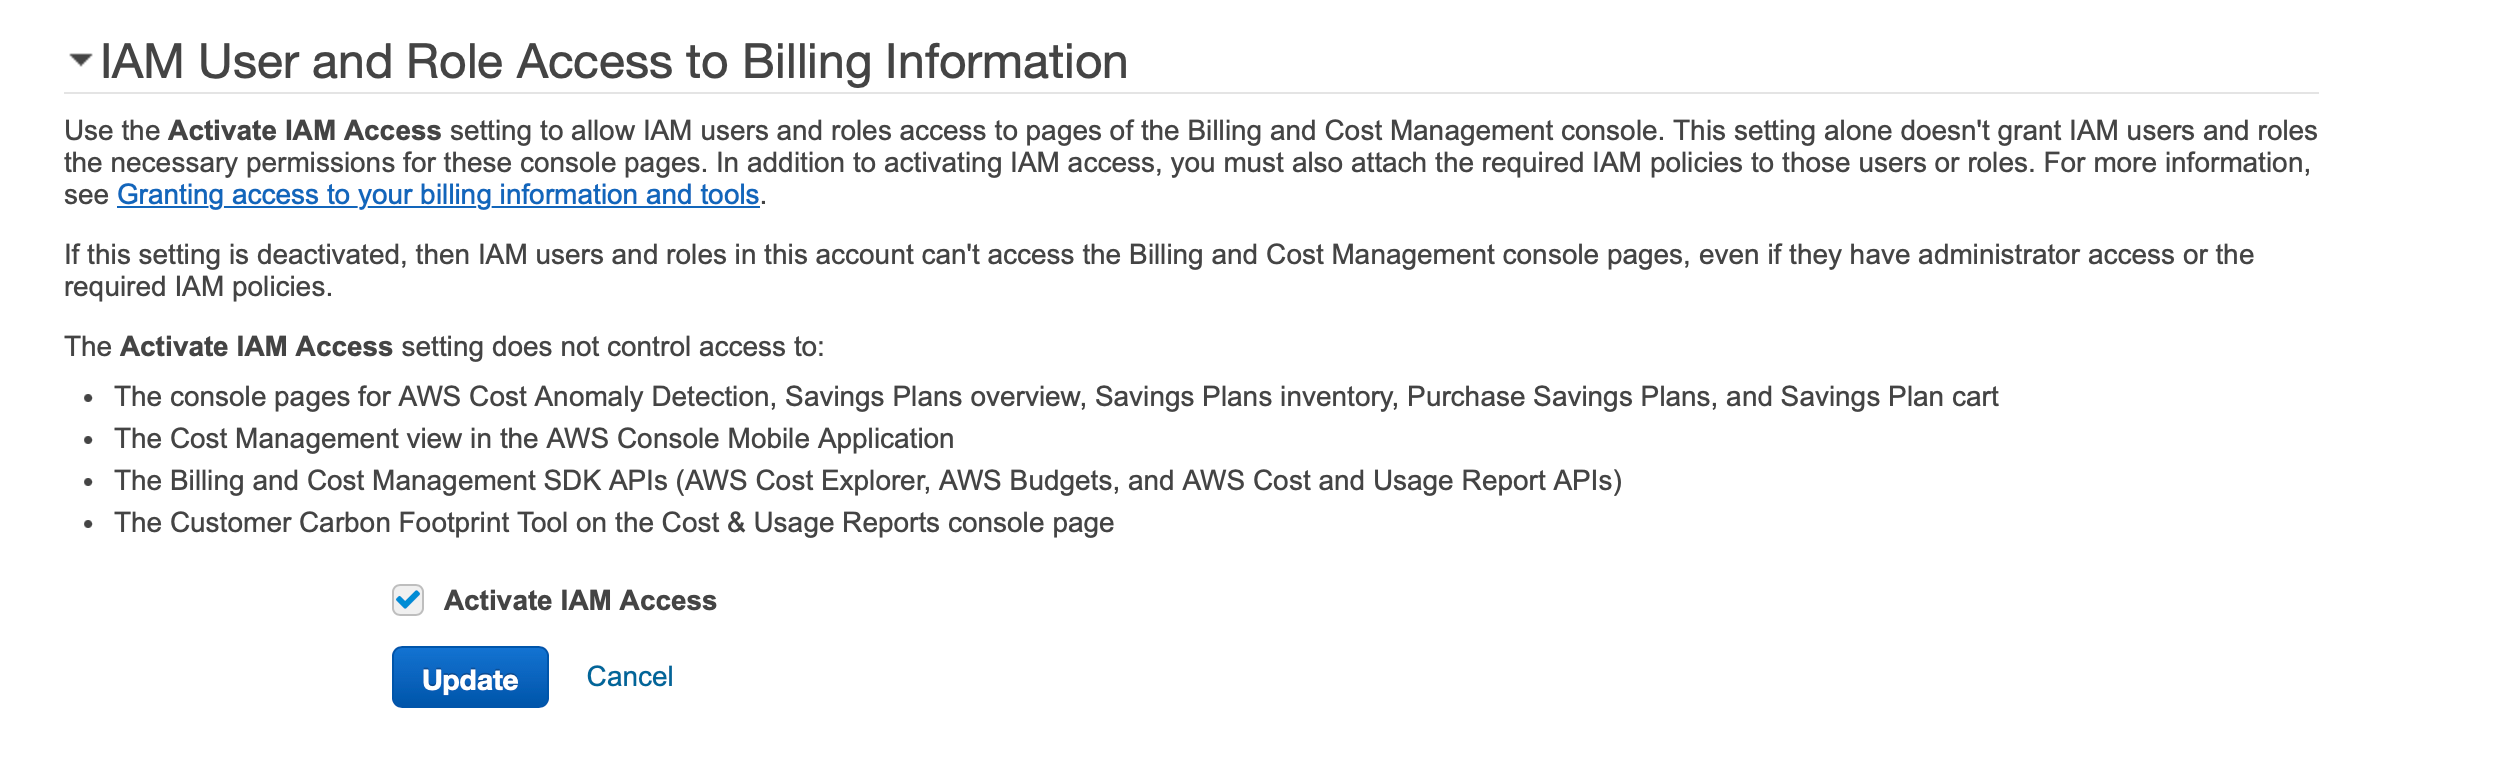 IAM User and Role Access to Billing Information
Use the Activate IAM Access setting to allow IAM users and roles access to pages of the Billing and Cost Management console. This setting alone doesn't grant IAM users and roles
the necessary permissions for these console pages. In addition to activating IAM access, you must also attach the required IAM policies to those users or roles. For more information,
see Granting access to your billing information and tools.
If this setting is deactivated, then IAM users and roles in this account can't access the Billing and Cost Management console pages, even if they have administrator access or the
required IAM policies.
The Activate IAM Access setting does not control access to:
• The console pages for AWS Cost Anomaly Detection, Savings Plans overview, Savings Plans inventory, Purchase Savings Plans, and Savings Plan cart
• The Cost Management view in the AWS Console Mobile Application
• The Billing and Cost Management SDK APIs (AWS Cost Explorer, AWS Budgets, and AWS Cost and Usage Report APIs)
• The Customer Carbon Footprint Tool on the Cost & Usage Reports console page
Activate IAM Access
Update Cancel